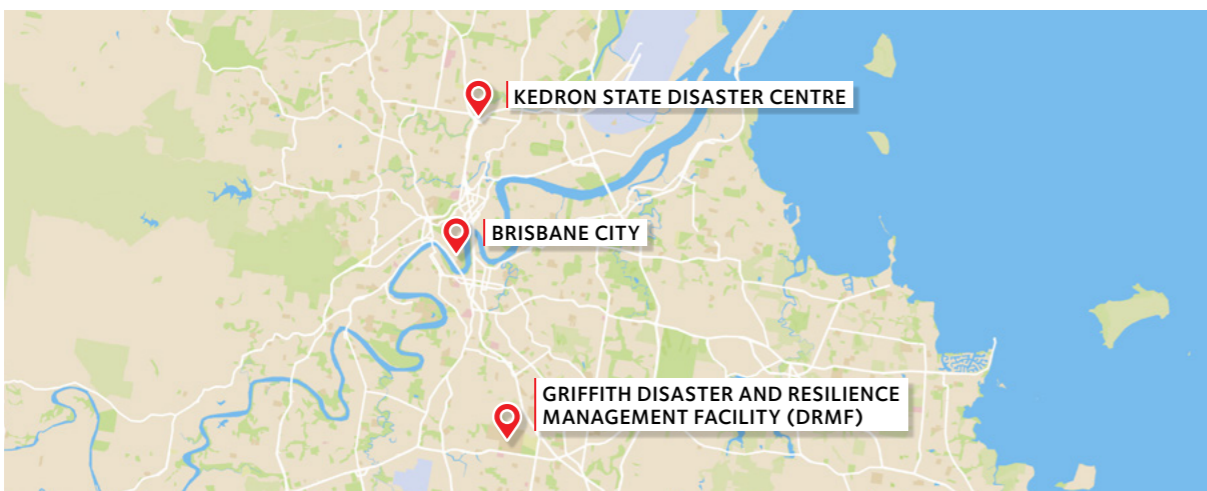 KEDRON STATE DISASTER CENTRE
BRISBANE CITY
GRIFFITH DISASTER AND RESILIENCE
MANAGEMENT FACILITY (DRMF)